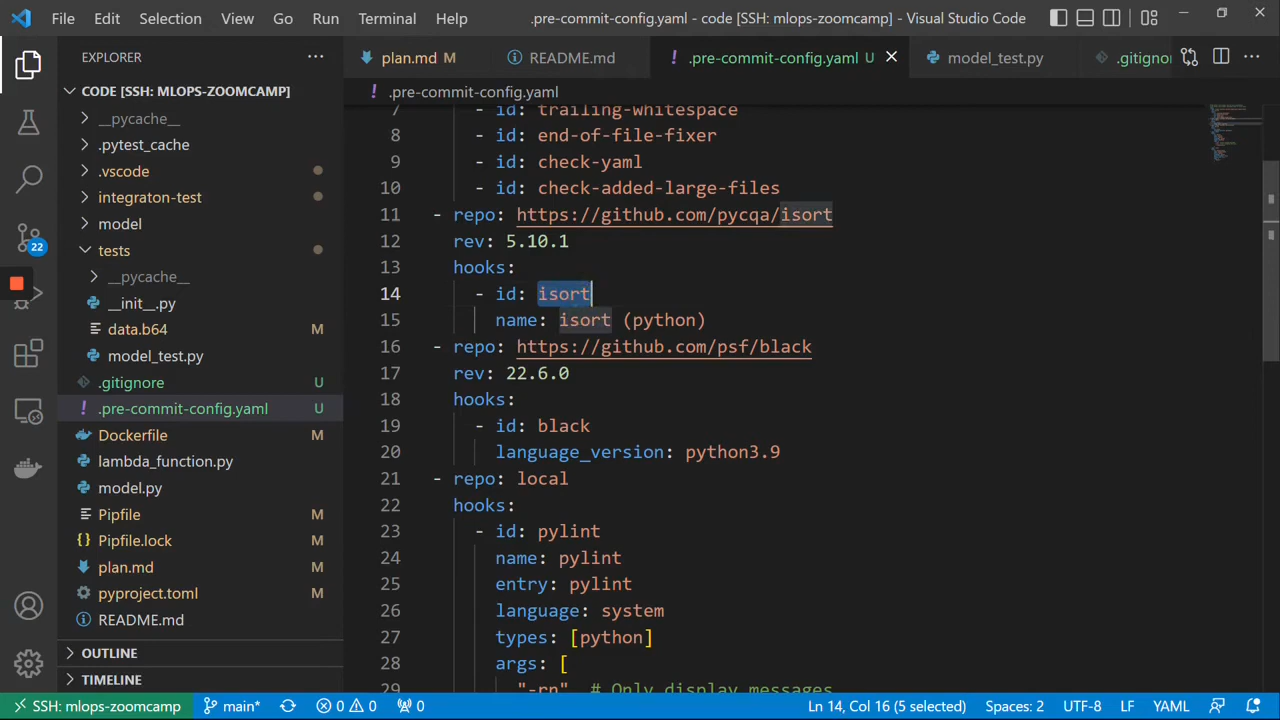 File Edit Selection View Go Run Terminal Help .pre-commit-config.yaml - code [SSH: mlops-zoomcamp] - Visual Studio Code
EXPLORER
CODE [SSH: MLOPS-ZOOMCAMP]
__pycache__
.pytest_cache
.vscode
integraton-test
model
tests
__pycache__
__init__.py
data.b64
model_test.py
.gitignore U
.pre-commit-config.yaml U
Dockerfile M
lambda_function.py
model.py
Pipfile M
Pipfile.lock M
plan.md M
pyproject.toml M
README.md
OUTLINE
TIMELINE
22
plan.md M README.md .pre-commit-config.yaml U model_test.py .gitigno
.pre-commit-config.yaml
7 - id: trailing-whitespace
8 - id: end-of-file-fixer
9 - id: check-yaml
10 - id: check-added-large-files
11 - repo: https://github.com/pycqa/isort
12 rev: 5.10.1
13 hooks:
14 - id: isort
15 name: isort (python)
16 - repo: https://github.com/psf/black
17 rev: 22.6.0
18 hooks:
19 - id: black
20 language_version: python3.9
21 - repo: local
22 hooks:
23 - id: pylint
24 name: pylint
25 entry: pylint
26 language: system
27 types: [python]
28 args: [
29 "-rn" # Only display messages
SSH: mlops-zoomcamp main* 0 0 0 Ln 14, Col 16 (5 selected) Spaces: 2 UTF-8 LF YAML